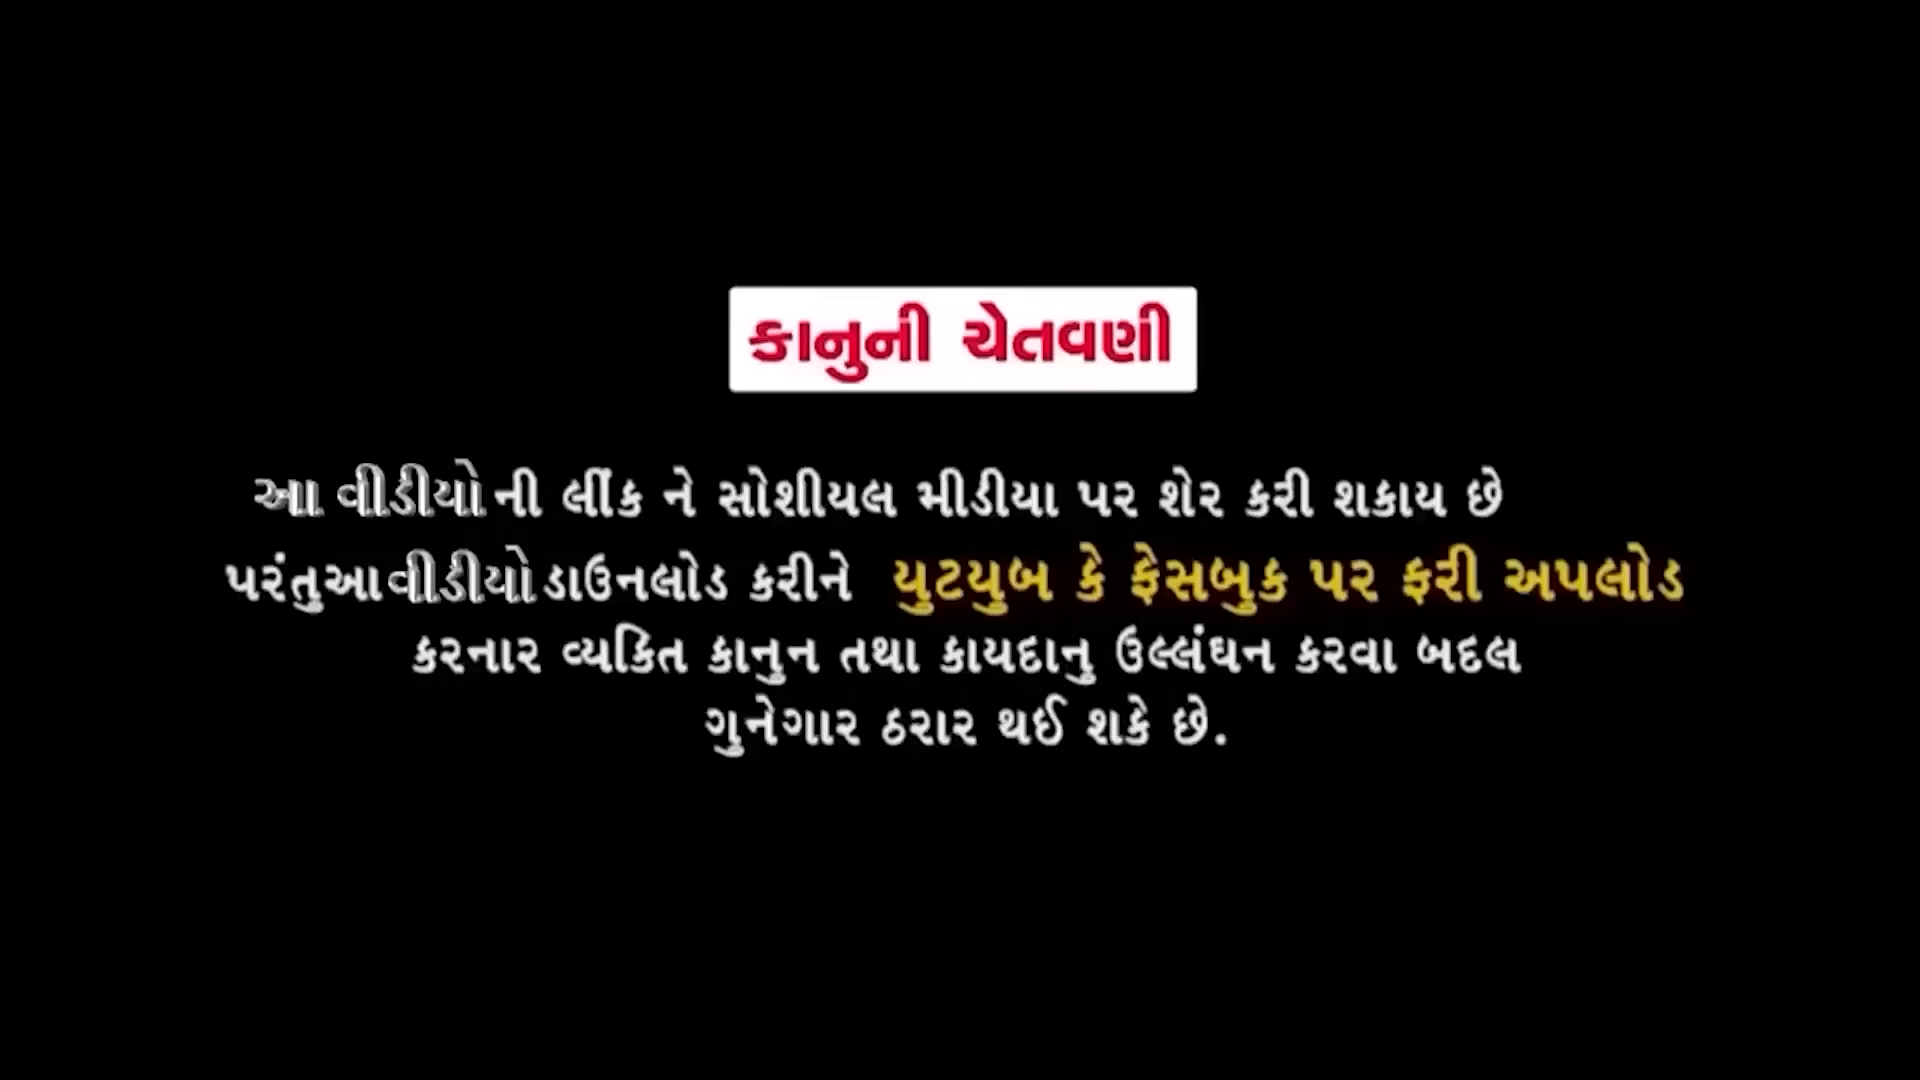 કાનુની ચેતવણી
આ વીડીયો ની લીંક ને સોશીયલ મીડીયા પર શેર કરી શકાય છે
પરંતુ આ વીડીયો ડાઉનલોડ કરીને યુટયુબ કે ફેસબુક પર ફરી અપલોડ
કરનાર વ્યકિત કાનુન તથા કાયદાનુ ઉલ્લંઘન કરવા બદલ
ગુનેગાર ઠરાર થઈ શકે છે.